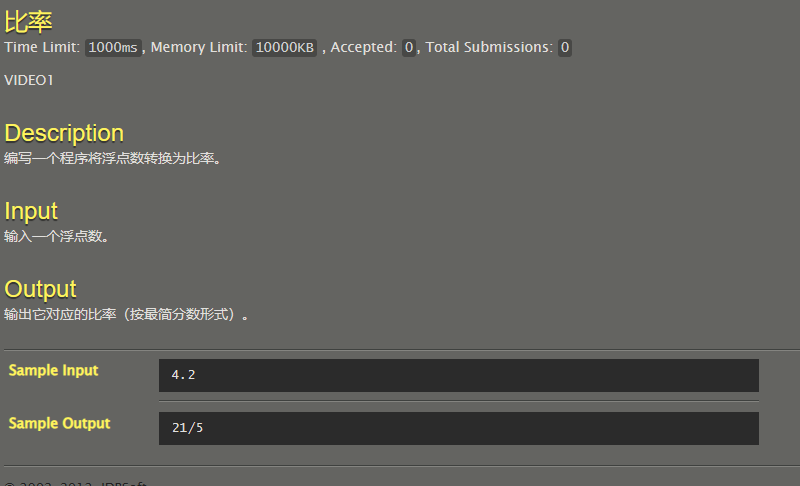 比率
Time Limit: 1000ms, Memory Limit: 10000KB , Accepted: 0, Total Submissions: 0
VIDEO1
Description
编写一个程序将浮点数转换为比率。
Input
输入一个浮点数。
Output
输出它对应的比率（按最简分数形式）。
Sample Input
4.2
Sample Output
21/5